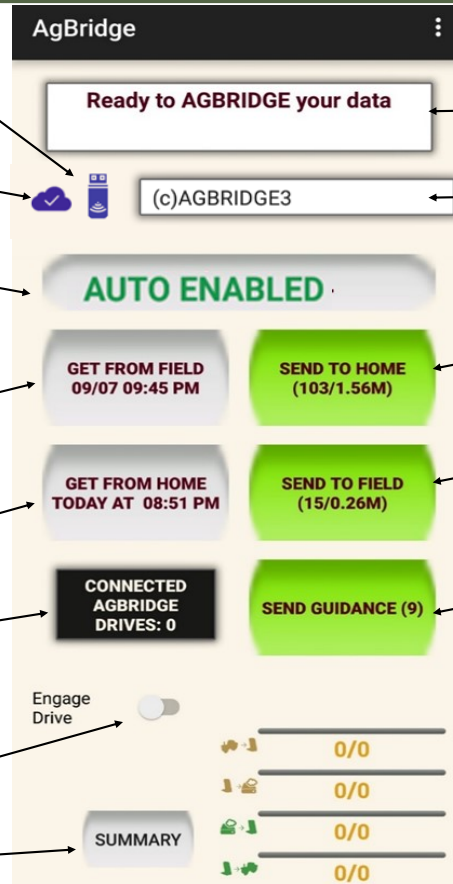 AgBridge
Ready to AGBRIDGE your data
(c)AGBRIDGE3
AUTO ENABLED
GET FROM FIELD
09/07 09:45 PM
SEND TO HOME
(103/1.56M)
GET FROM HOME
TODAY AT 08:51 PM
SEND TO FIELD
(15/0.26M)
CONNECTED
AGBRIDGE
DRIVES: 0
SEND GUIDANCE (9)
Engage
Drive
0/0
0/0
SUMMARY
0/0
0/0